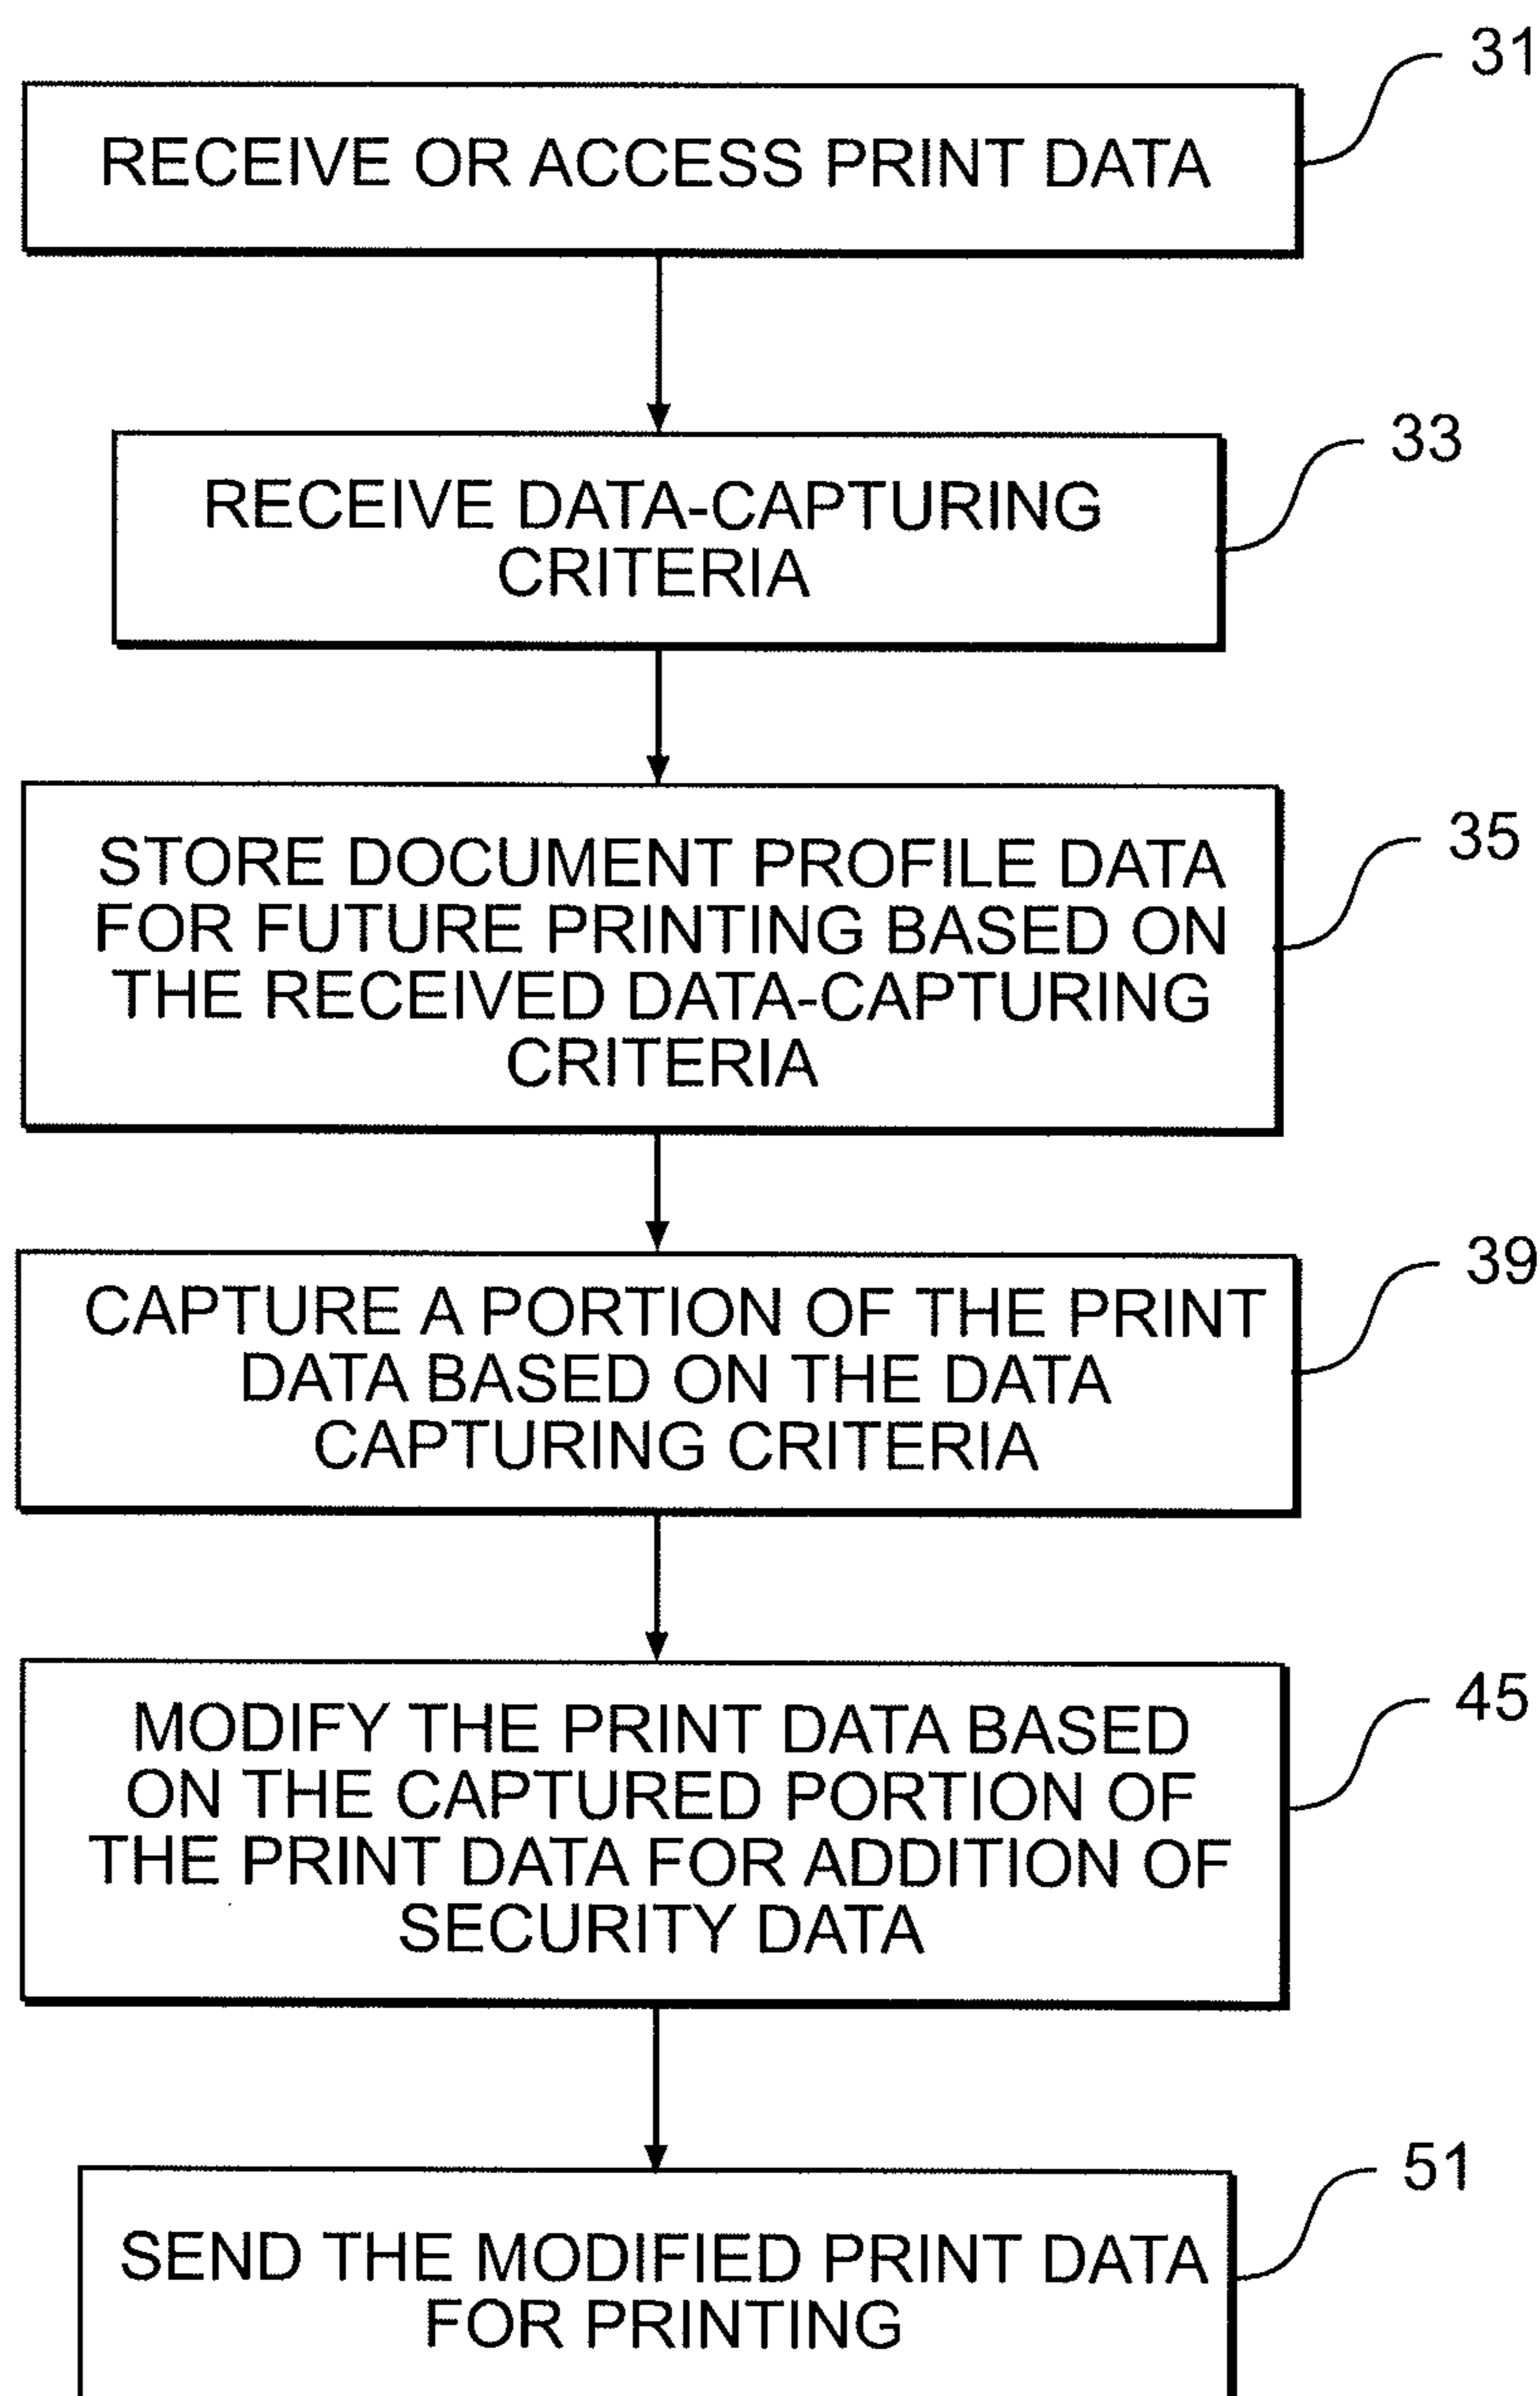 31
RECEIVE OR ACCESS PRINT DATA
33
RECEIVE DATA-CAPTURING
CRITERIA
35
STORE DOCUMENT PROFILE DATA
FOR FUTURE PRINTING BASED ON
THE RECEIVED DATA-CAPTURING
CRITERIA
39
CAPTURE A PORTION OF THE PRINT
DATA BASED ON THE DATA
CAPTURING CRITERIA
45
MODIFY THE PRINT DATA BASED
ON THE CAPTURED PORTION OF
THE PRINT DATA FOR ADDITION OF
SECURITY DATA
51
SEND THE MODIFIED PRINT DATA
FOR PRINTING